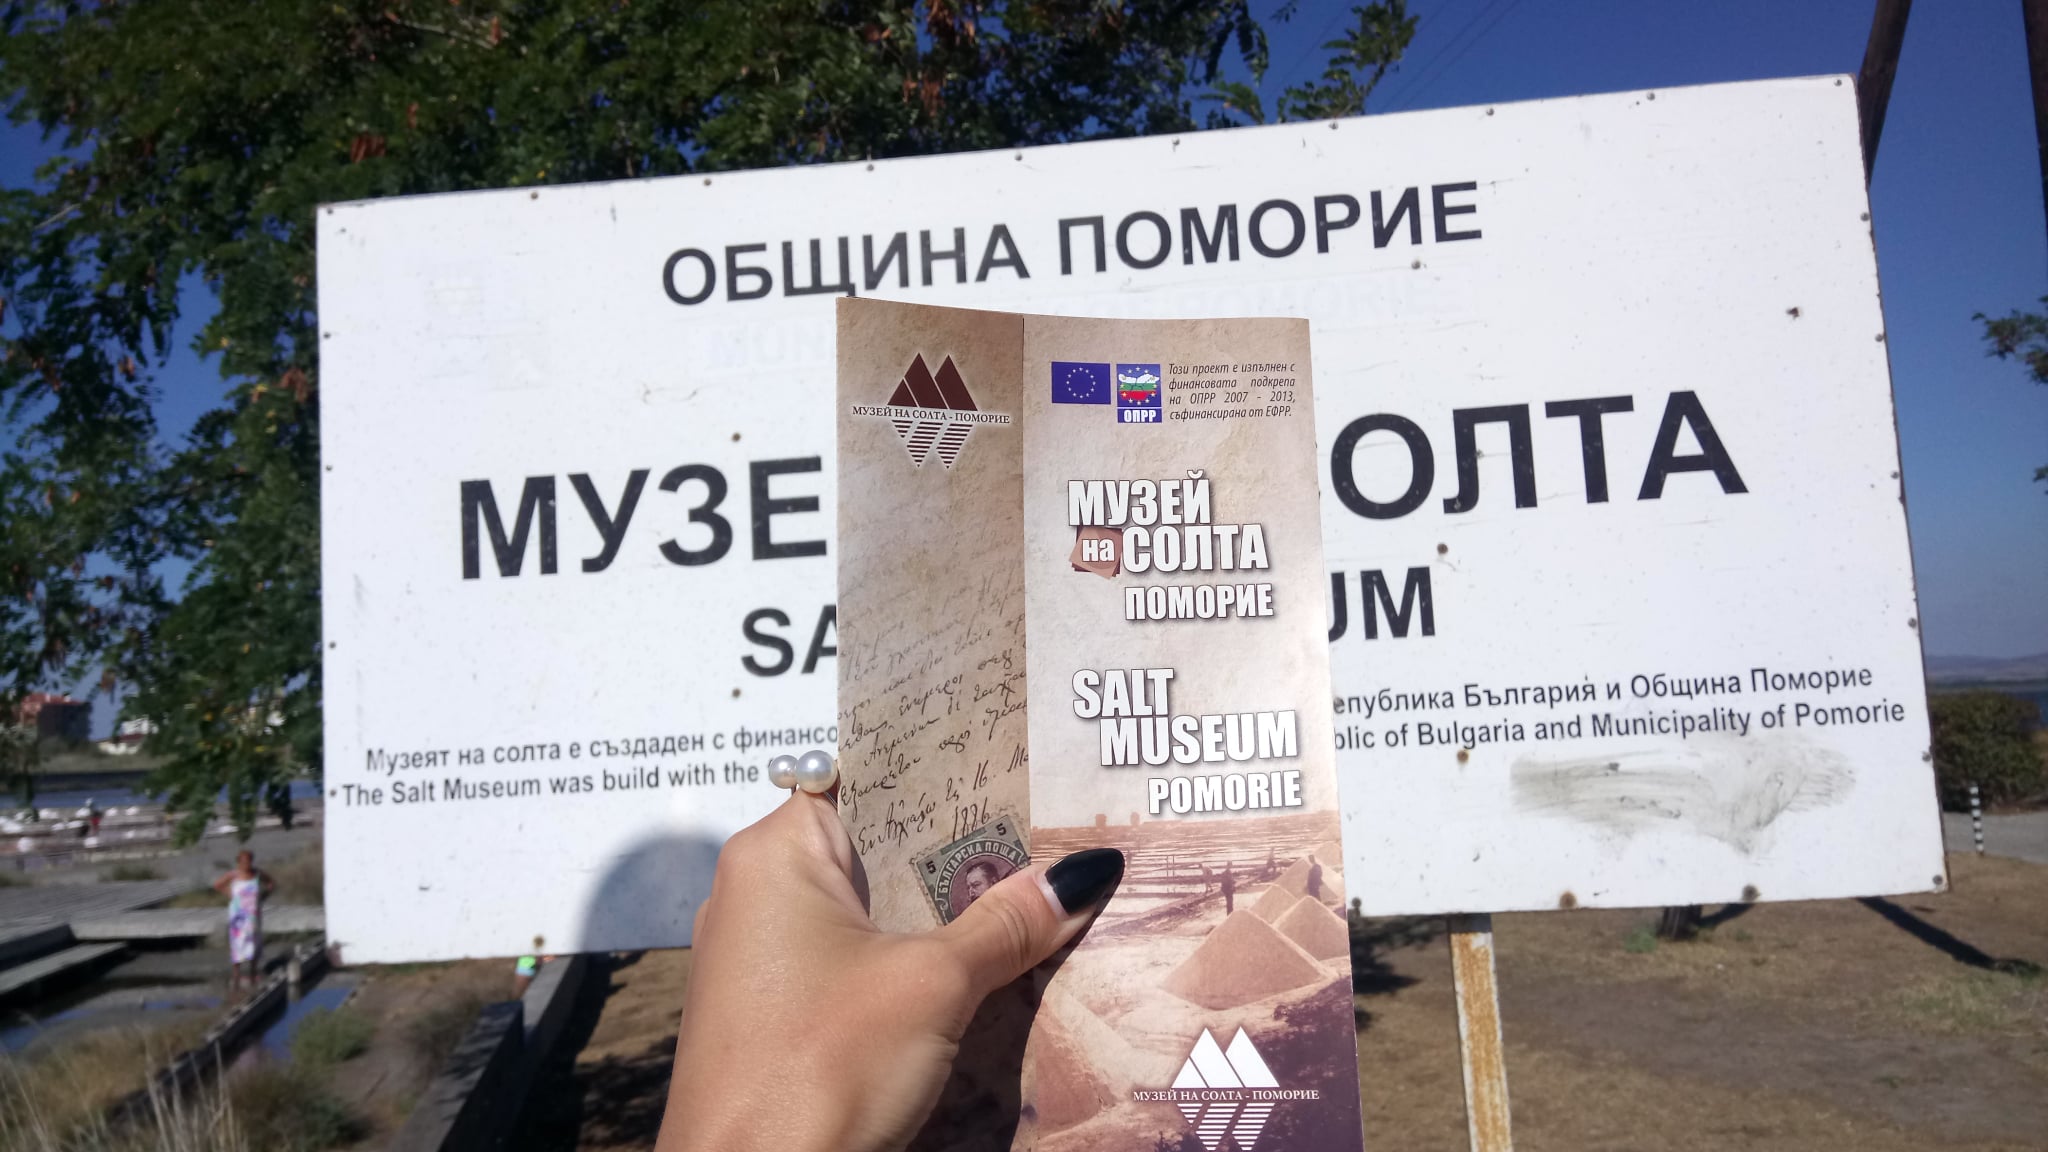 ОБЩИНА ПОМОРИЕ
МУЗЕ ОЛТА
SA UM
Музеят на солта е създаден с финансо епублика България и Община Поморие
The Salt Museum was build with the blic of Bulgaria and Municipality of Pomorie
МУЗЕЙ НА СОЛТА - ПОМОРИЕ
16.
1886
5 5
БЪЛГАРСКА ПОЩА
ОПРР
Този проект е изпълнен с
финансовата подкрепа
на ОПРР 2007 - 2013,
съфинансирана от ЕФРР.
МУЗЕЙ
на СОЛТА
ПОМОРИЕ
SALT
MUSEUM
POMORIE
МУЗЕЙ НА СОЛТА - ПОМОРИЕ